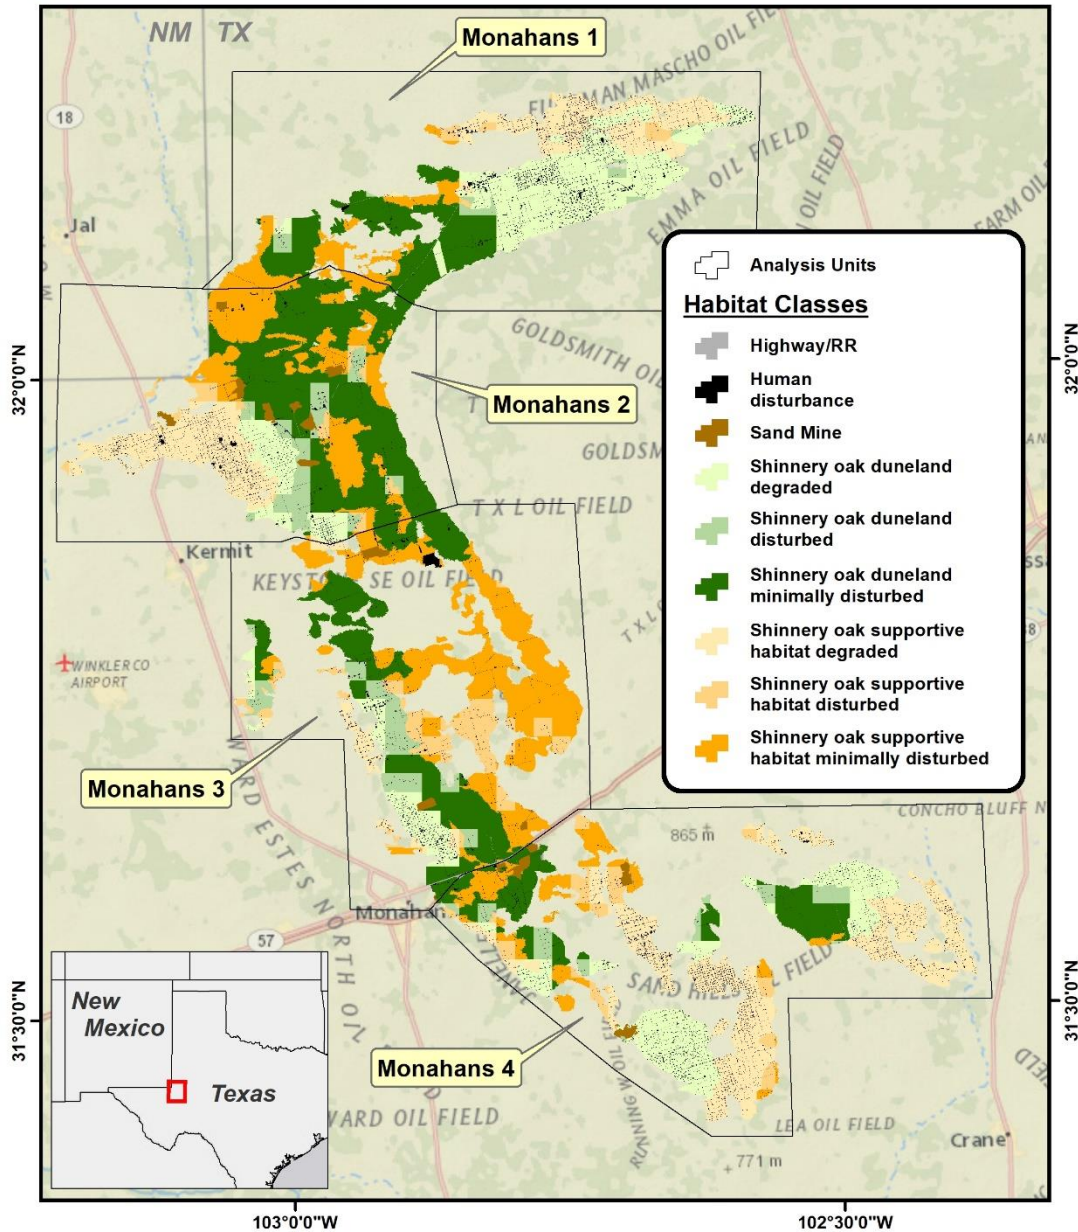 NM TX
Monahans 1
MAN MASCHO OIL FIELD
18
EMMA OIL FIELD
OIL FIELD
FARM OIL
Jal
Analysis Units
Habitat Classes
Highway/RR
Human
disturbance
Sand Mine
Shinnery oak duneland
degraded
Shinnery oak duneland
disturbed
Shinnery oak duneland
minimally disturbed
Shinnery oak supportive
habitat degraded
Shinnery oak supportive
habitat disturbed
Shinnery oak supportive
habitat minimally disturbed
32°0'0"N
32°0'0"N
GOLDSMITH OIL
Monahans 2
GOLDSM
T X L OIL FIELD
Kermit
KEYST SE OIL FIELD
TXL
WINKLER CO
AIRPORT
Monahans 3
WARD ESTES NORTH OIL
CONCHO BLUFF N
865 m
Monahan
57
SAND HILLS FIELD
31°30'0"N
31°30'0"N
New
Mexico
Texas
Monahans 4
RUNNING W OIL FIE
WARD OIL FIELD
LEA OIL FIELD
Crane
771 m
103°0'0"W
102°30'0"W